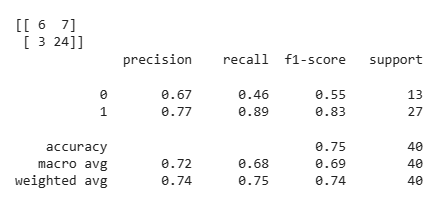 [[ 6  7]
 [ 3 24]]
              precision    recall  f1-score   support

           0       0.67      0.46      0.55        13
           1       0.77      0.89      0.83        27

    accuracy                           0.75        40
   macro avg       0.72      0.68      0.69        40
weighted avg       0.74      0.75      0.74        40